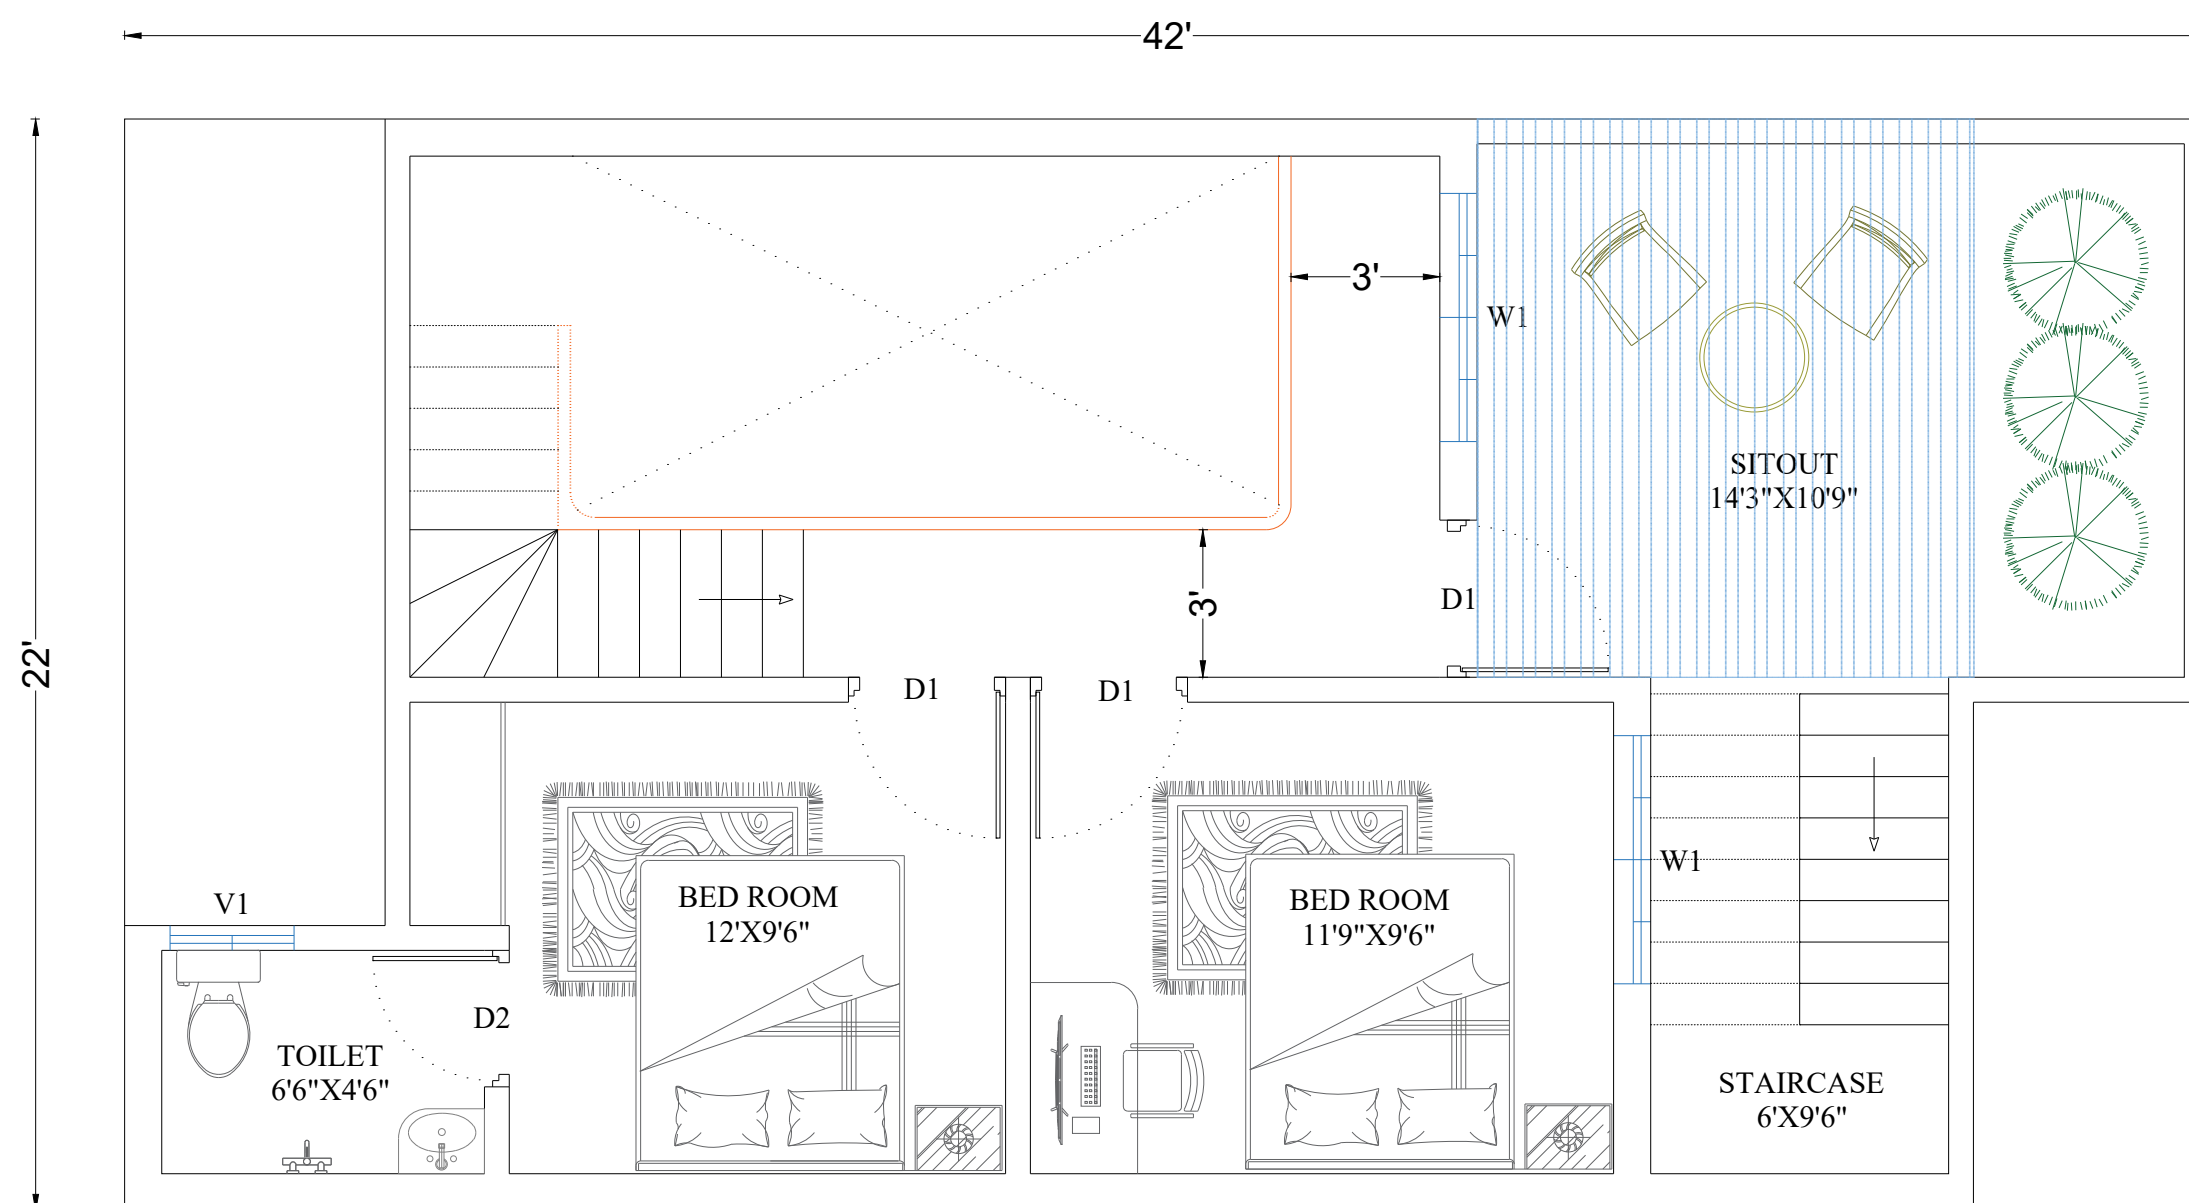 42'
3'
W1
SITOUT
14'3"X10'9"
22'
3'
D1
D1
D1
V1
BED ROOM
12'X9'6"
BED ROOM
11'9"X9'6"
W1
D2
TOILET
6'6"X4'6"
STAIRCASE
6'X9'6"